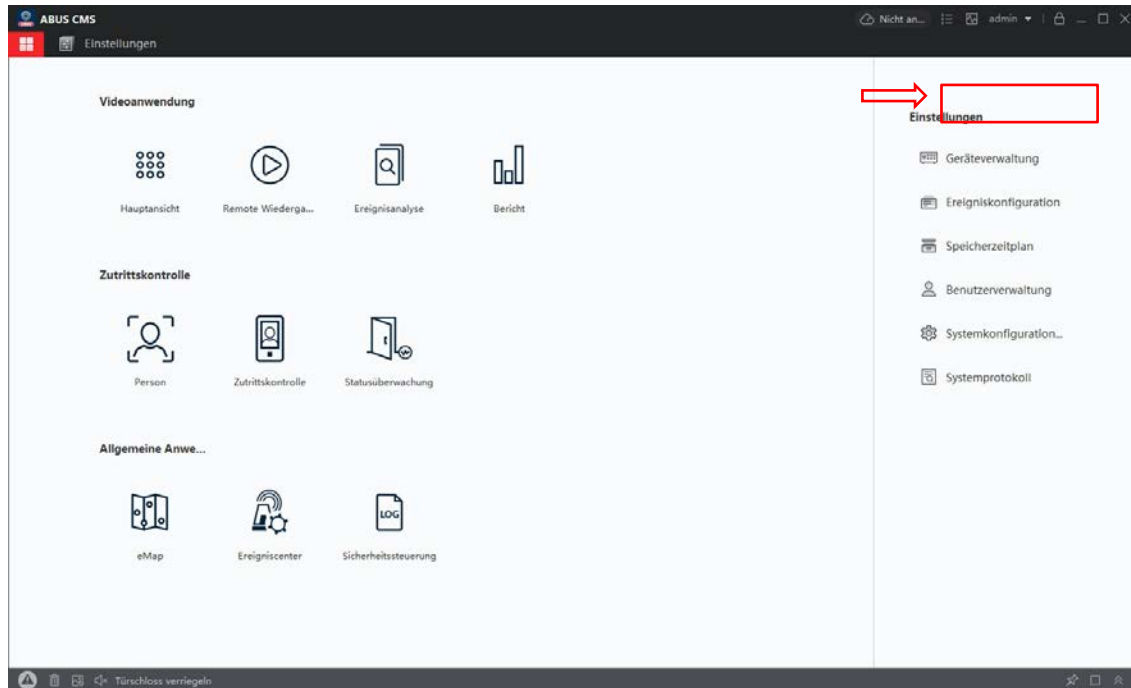 ABUS CMS
Nicht an... admin
Einstellungen
Videoanwendung
Hauptansicht Remote Wiederga... Ereignisanalyse Bericht
Zutrittskontrolle
Person Zutrittskontrolle Statusüberwachung
Allgemeine Anwe...
LOG
eMap Ereigniscenter Sicherheitssteuerung
Einstellungen
Geräteverwaltung
Ereigniskonfiguration
Speicherzeitplan
Benutzerverwaltung
Systemkonfiguration...
Systemprotokoll
Türschloss verriegeln